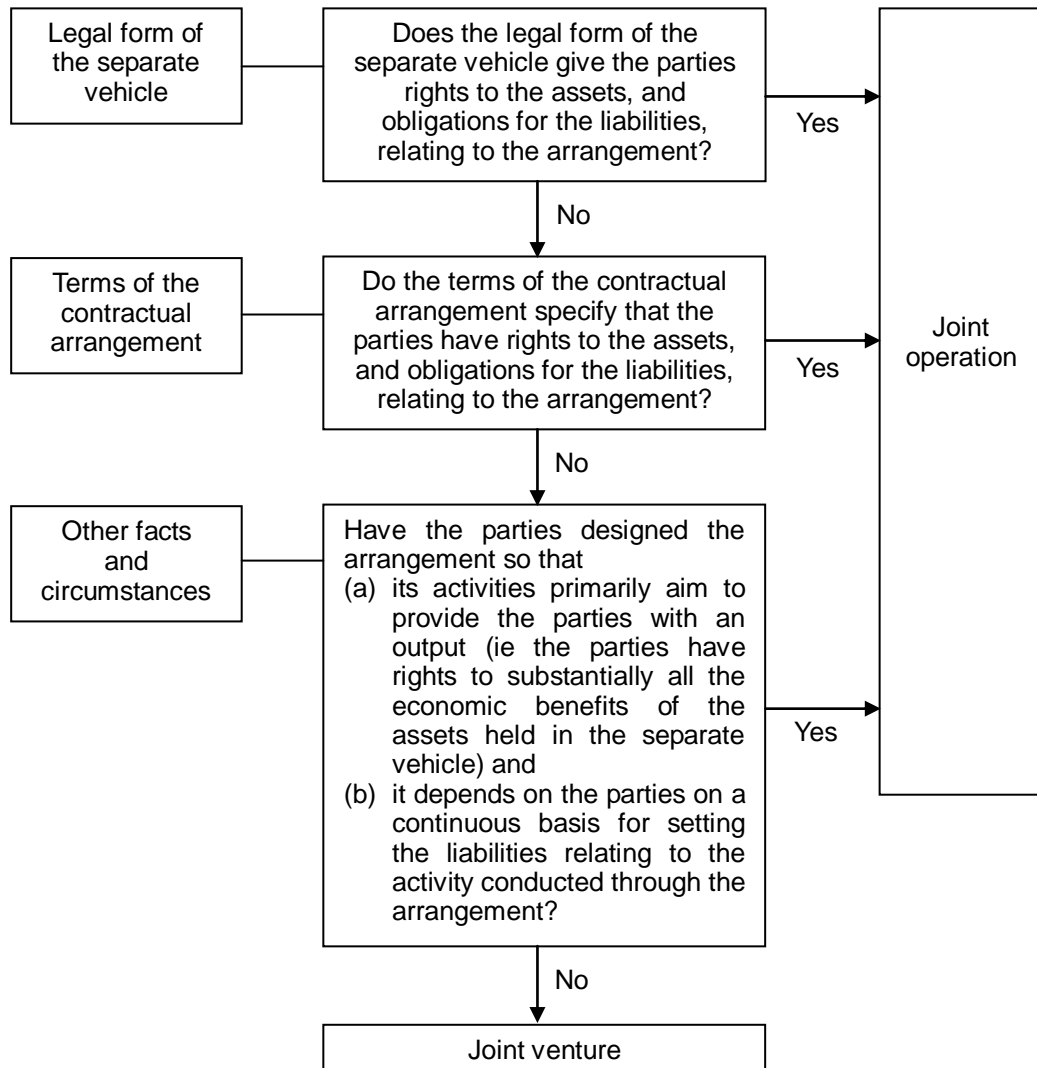 Legal form of
the separate
vehicle
Does the legal form of the
separate vehicle give the parties
rights to the assets, and
obligations for the liabilities,
relating to the arrangement?
Yes
No
Terms of the
contractual
arrangement
Do the terms of the contractual
arrangement specify that the
parties have rights to the assets,
and obligations for the liabilities,
relating to the arrangement?
Yes
Joint
operation
No
Other facts
and
circumstances
Have the parties designed the
arrangement so that
(a) its activities primarily aim to
provide the parties with an
output (ie the parties have
rights to substantially all the
economic benefits of the
assets held in the separate
vehicle) and
(b) it depends on the parties on a
continuous basis for setting
the liabilities relating to the
activity conducted through the
arrangement?
Yes
No
Joint venture